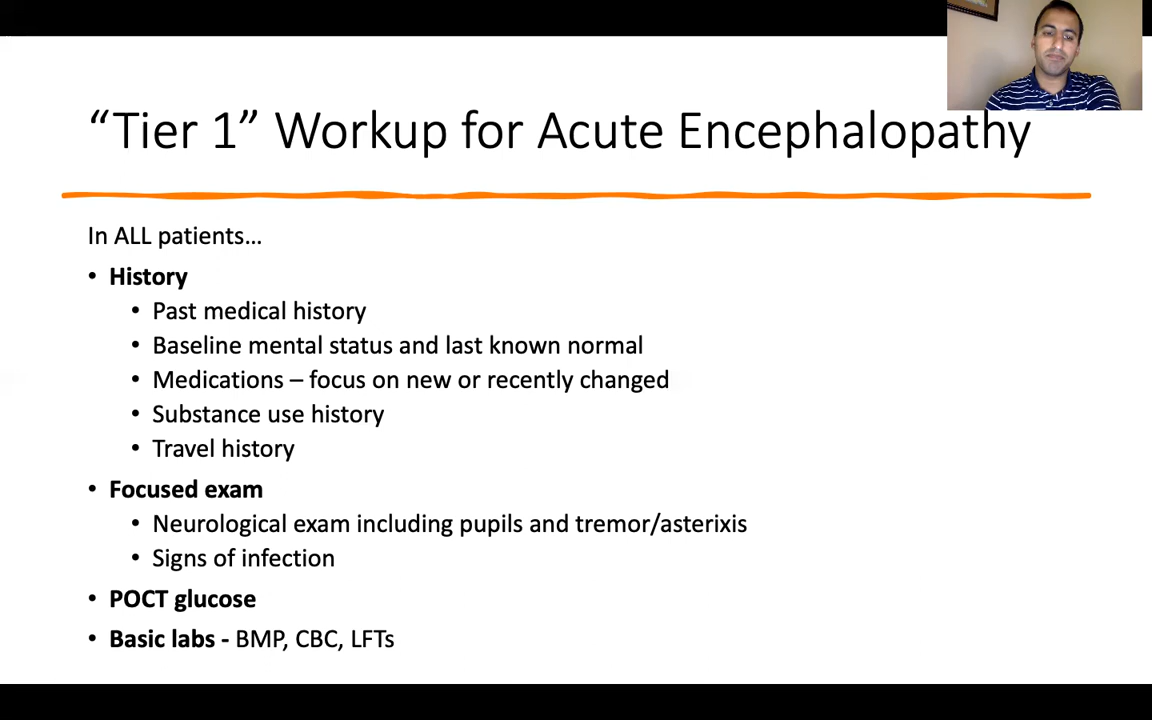 “Tier 1” Workup for Acute Encephalopathy
In ALL patients…
• History
• Past medical history
• Baseline mental status and last known normal
• Medications – focus on new or recently changed
• Substance use history
• Travel history
• Focused exam
• Neurological exam including pupils and tremor/asterixis
• Signs of infection
• POCT glucose
• Basic labs - BMP, CBC, LFTs